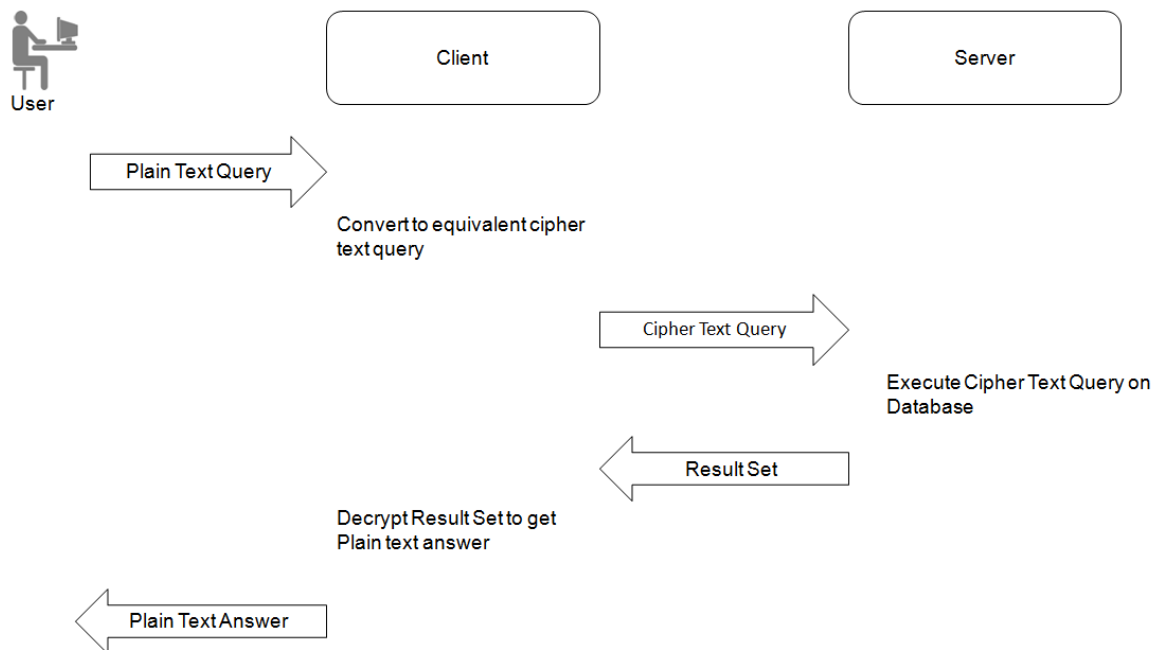 Client
Server
User
Plain Text Query
Convert to equivalent cipher
text query
Cipher Text Query
Execute Cipher Text Query on
Database
Result Set
Decrypt Result Set to get
Plain text answer
Plain Text Answer